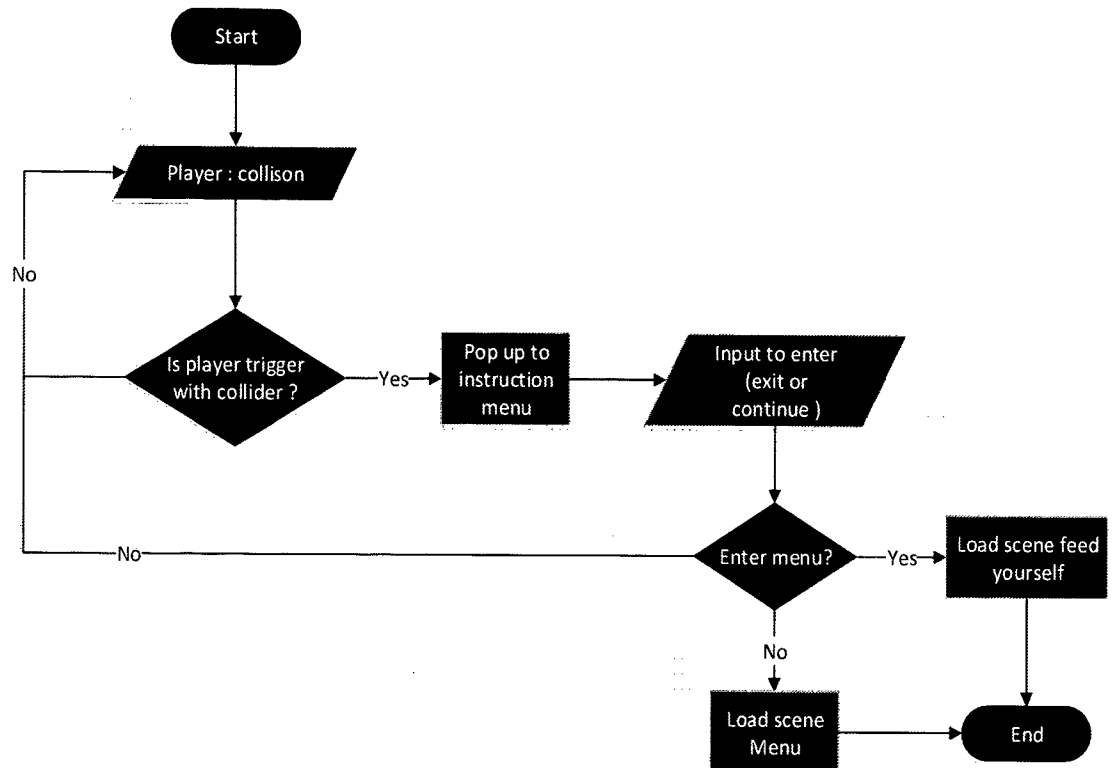 Start
Player : collison
No
Is player trigger
with collider ?
Yes
Pop up to
instruction
menu
Input to enter
(exit or
continue )
No
Enter menu?
Yes
Load scene feed
yourself
No
Load scene
Menu
End